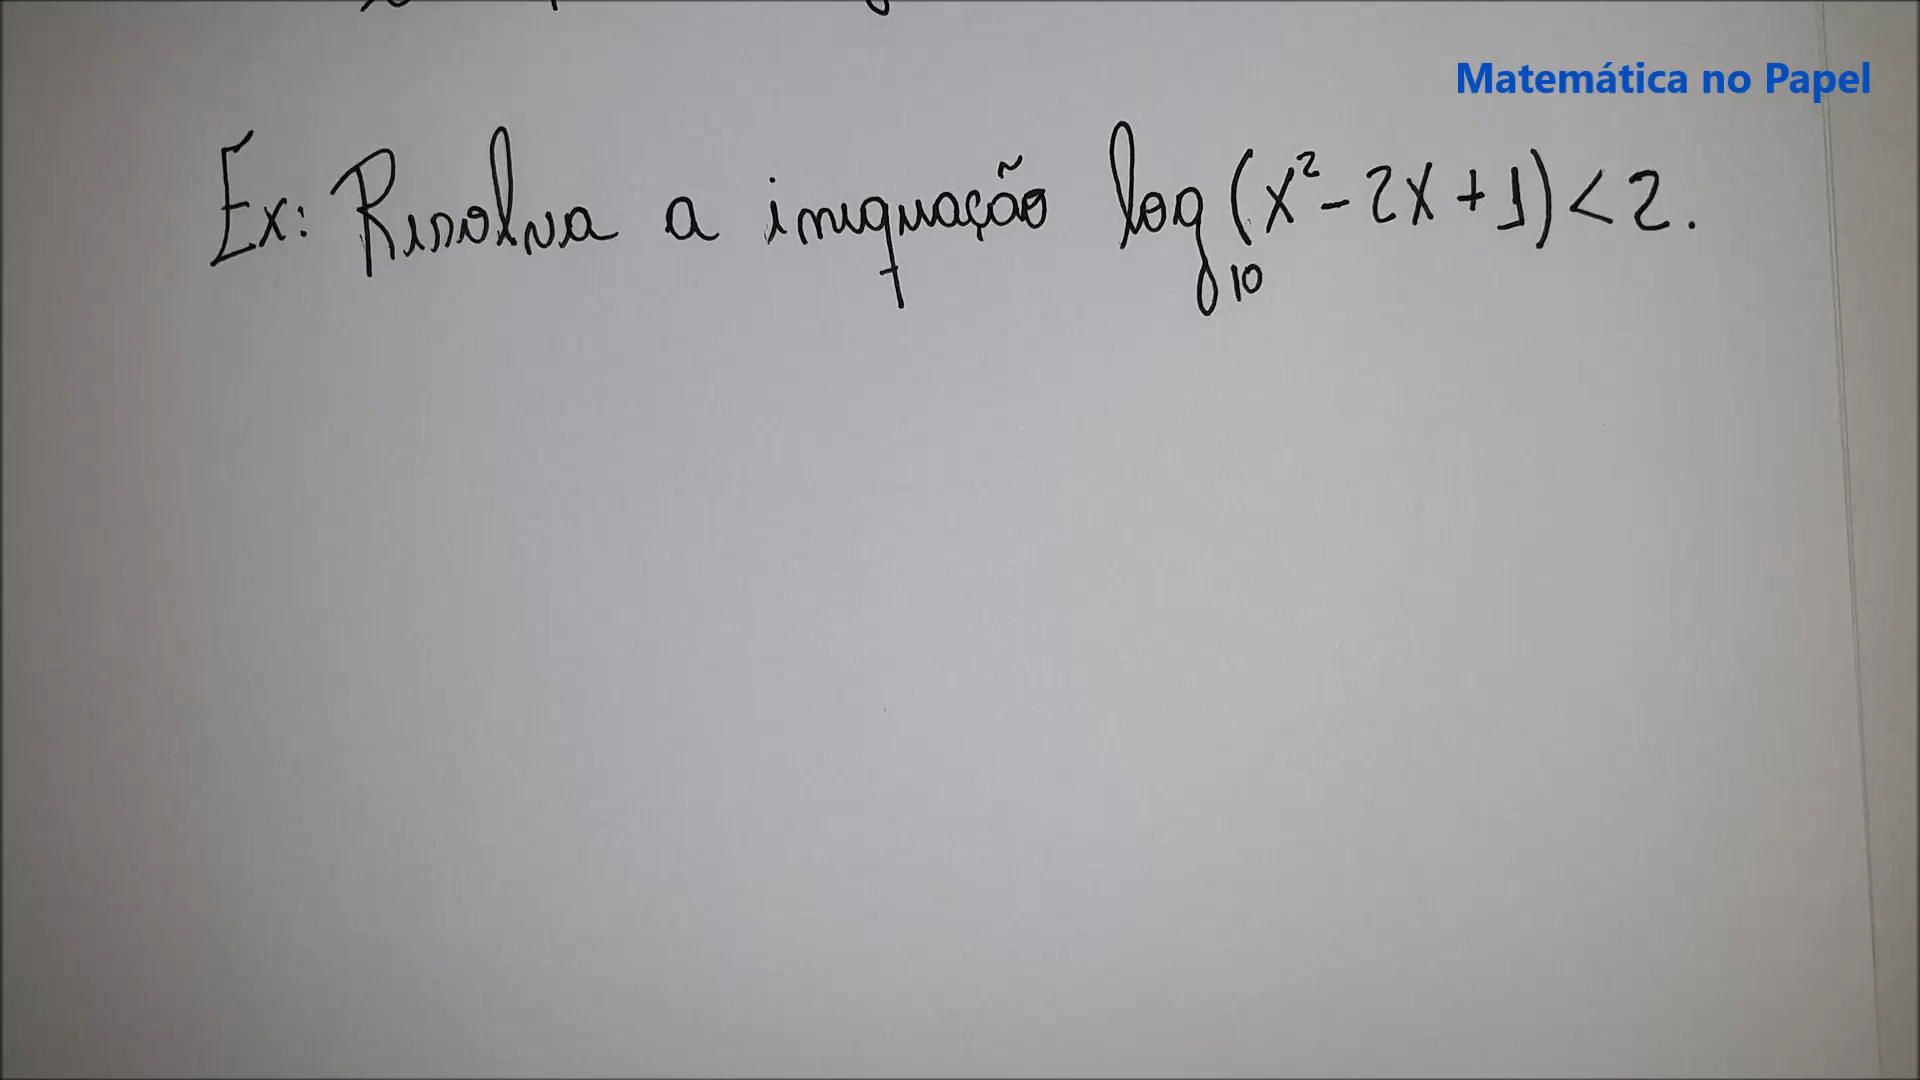 Matemática no Papel
Ex: Resolva a inequação log₁₀(x² - 2x + 1) < 2.